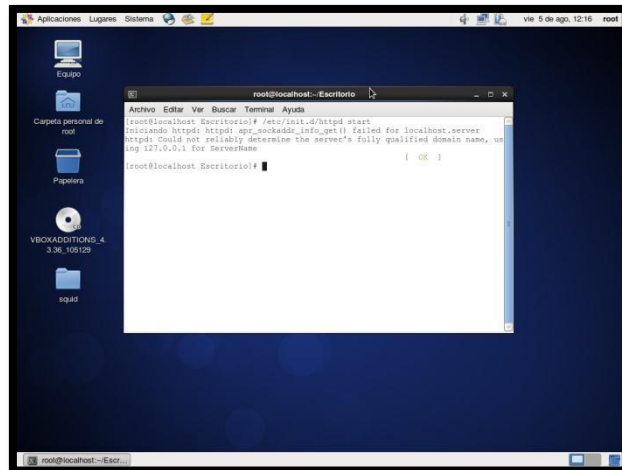 Aplicaciones Lugares Sistema
vie 5 de ago, 12:16 root
Equipo
Carpeta personal de
root
Papelera
VBOXADDITIONS_4.
3.36_105129
squid
root@localhost:~/Escritorio
Archivo Editar Ver Buscar Terminal Ayuda
[root@localhost Escritorio]# /etc/init.d/httpd start
Iniciando httpd: httpd: apr_sockaddr_info_get() failed for localhost.server
httpd: Could not reliably determine the server's fully qualified domain name, us
ing 127.0.0.1 for ServerName
[ OK ]
[root@localhost Escritorio]#
root@localhost:~/Escr...